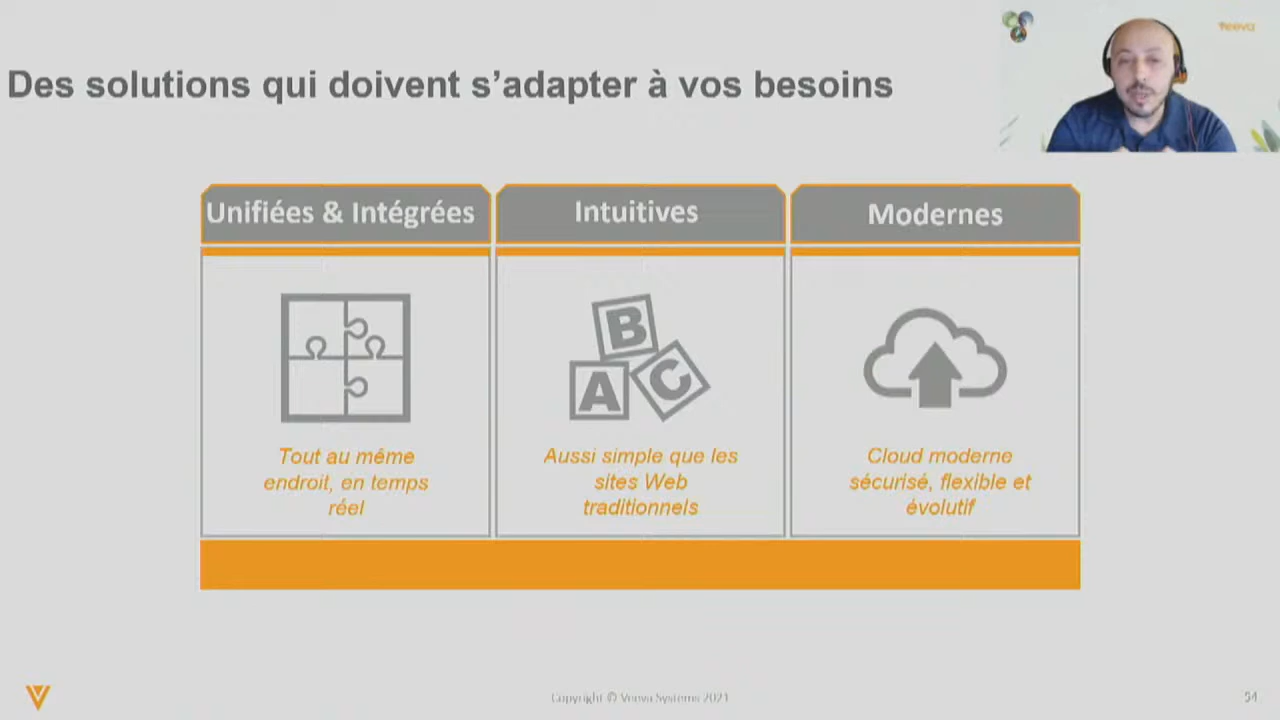 Des solutions qui doivent s’adapter à vos besoins
veeva
Unifiées & Intégrées
Intuitives
Modernes
B
A C
Tout au même
endroit, en temps
réel
Aussi simple que les
sites Web
traditionnels
Cloud moderne
sécurisé, flexible et
évolutif
Copyright © Veeva Systems 2021
54